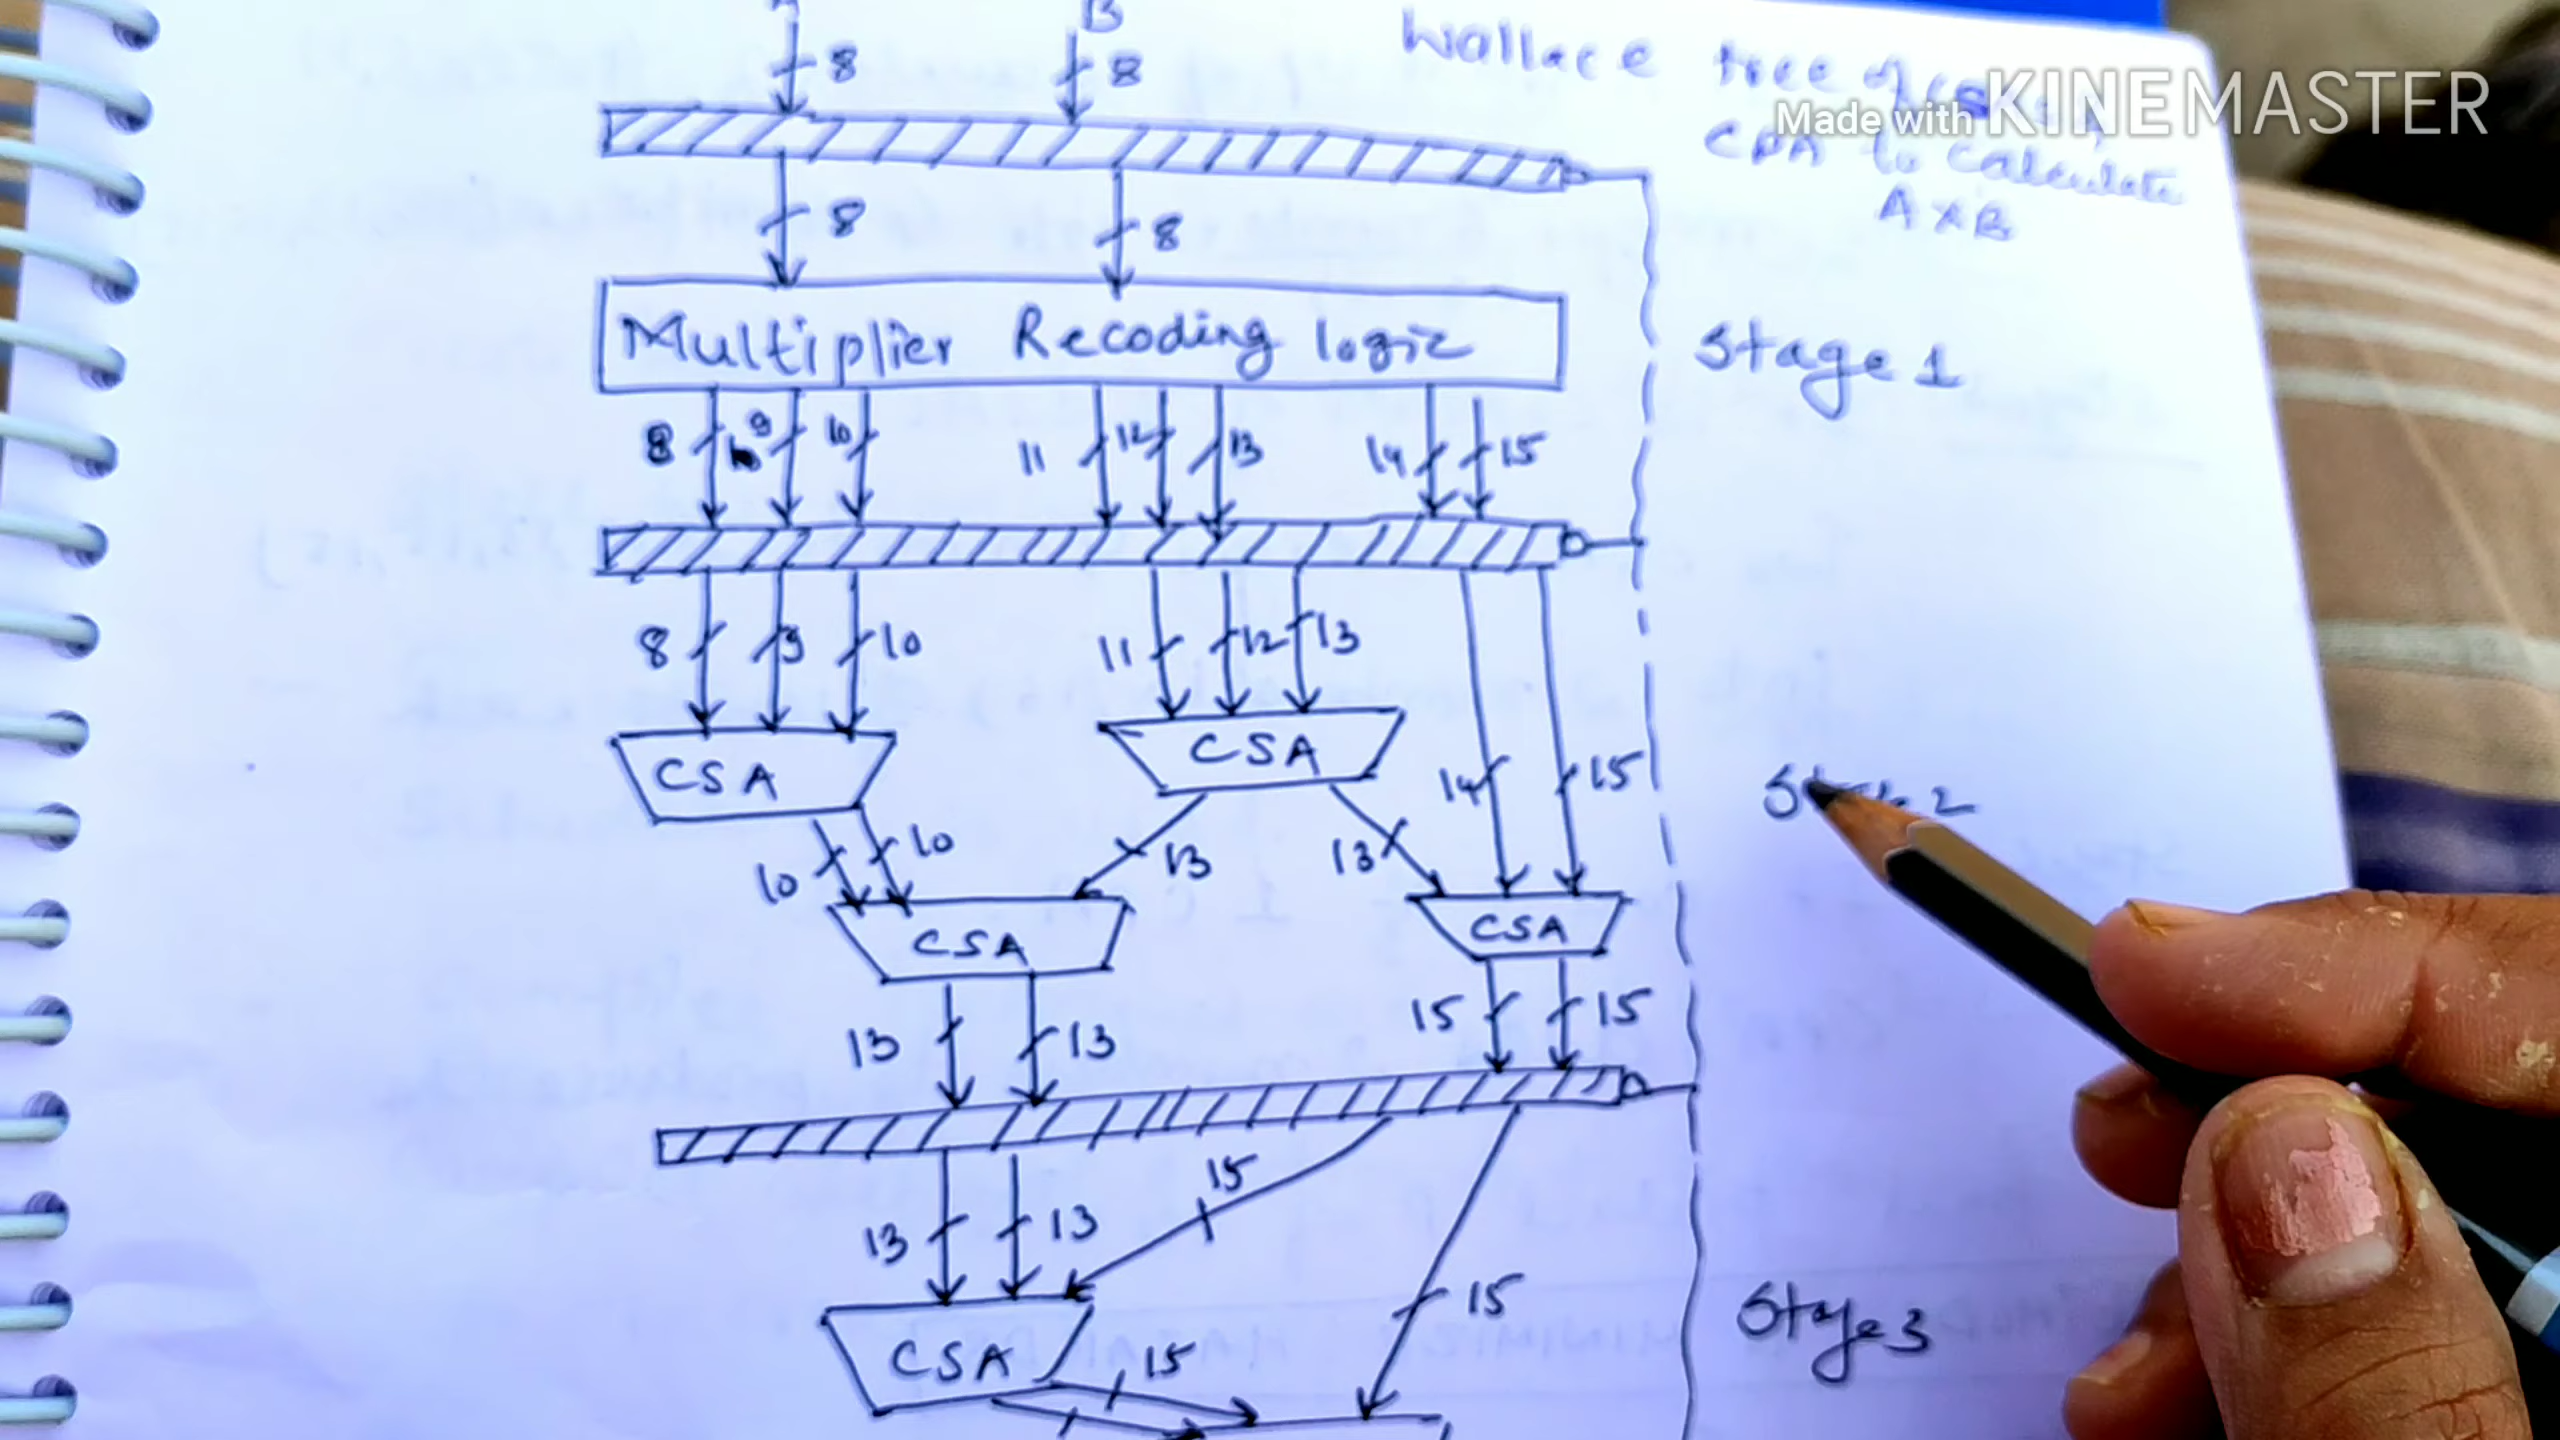 A B
8 8
Wallace tree of
CPA to calculate
A X B
Made with KINEMASTER
8 8
Multiplier Recoding logic
Stage 1
8 9 10 11 12 13 14 15
8 9 10 11 12 13
CSA CSA
14 15
10 10 13 13
CSA CSA
13 13 15 15
13 13 15
15
Stage 3
CSA 15